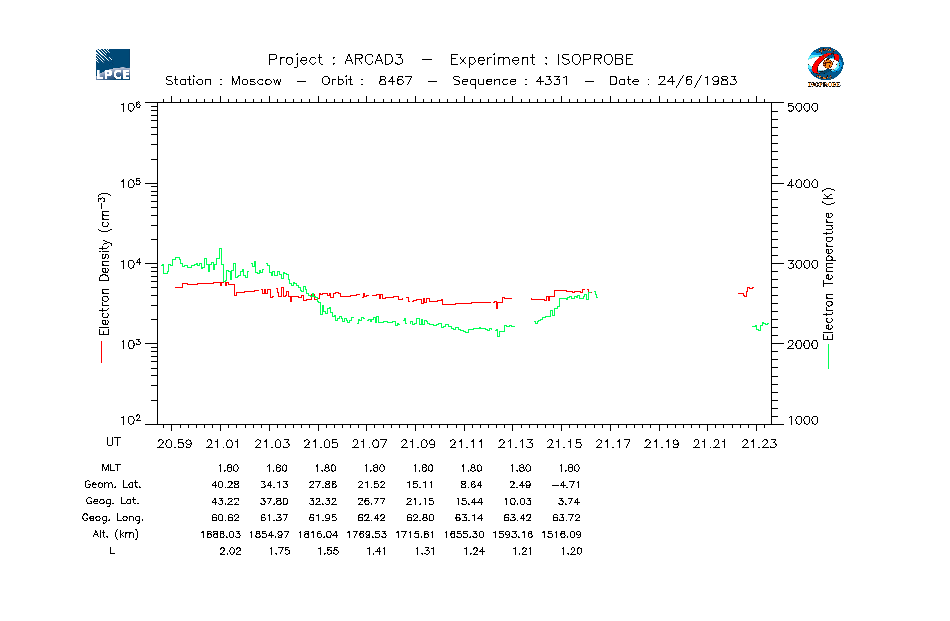 LPCE
Project : ARCAD3 – Experiment : ISOPROBE
ISOPROBE
Station : Moscow – Orbit : 8467 – Sequence : 4331 – Date : 24/6/1983
10⁶ 5000
10⁵ 4000
10⁴ 3000
10³ 2000
10² 1000
Electron Density (cm⁻³)
Electron Temperature (K)
UT 20.59 21.01 21.03 21.05 21.07 21.09 21.11 21.13 21.15 21.17 21.19 21.21 21.23
MLT 1.80 1.80 1.80 1.80 1.80 1.80 1.80 1.80
Geom. Lat. 40.28 34.13 27.86 21.52 15.11 8.64 2.49 –4.71
Geog. Lat. 43.22 37.80 32.32 26.77 21.15 15.44 10.03 3.74
Geog. Long. 60.62 61.37 61.95 62.42 62.80 63.14 63.42 63.72
Alt. (km) 1888.03 1854.97 1816.04 1769.53 1715.61 1655.30 1593.16 1516.09
L 2.02 1.75 1.55 1.41 1.31 1.24 1.21 1.20